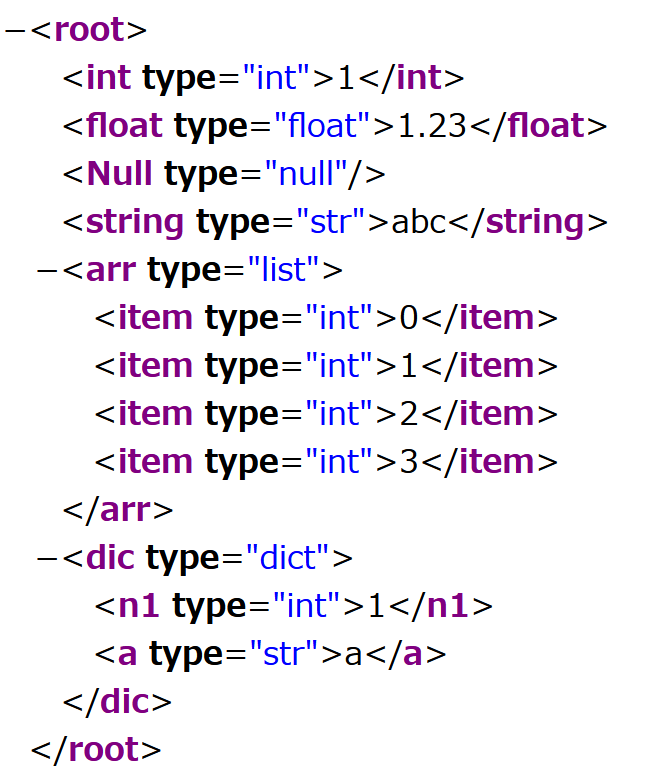 −<root>
<int type="int">1</int>
<float type="float">1.23</float>
<Null type="null"/>
<string type="str">abc</string>
−<arr type="list">
<item type="int">0</item>
<item type="int">1</item>
<item type="int">2</item>
<item type="int">3</item>
</arr>
−<dic type="dict">
<n1 type="int">1</n1>
<a type="str">a</a>
</dic>
</root>